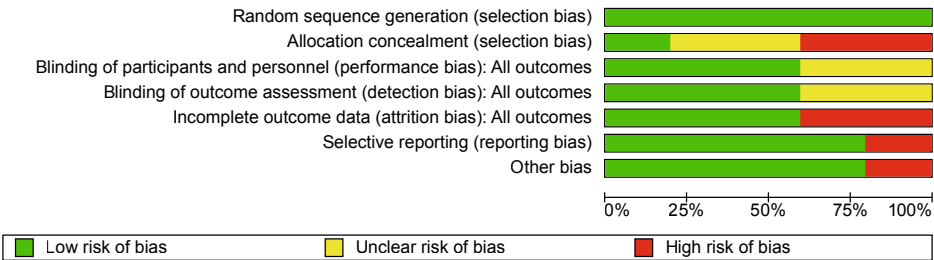 Random sequence generation (selection bias)
Allocation concealment (selection bias)
Blinding of participants and personnel (performance bias): All outcomes
Blinding of outcome assessment (detection bias): All outcomes
Incomplete outcome data (attrition bias): All outcomes
Selective reporting (reporting bias)
Other bias
0% 25% 50% 75% 100%
Low risk of bias Unclear risk of bias High risk of bias